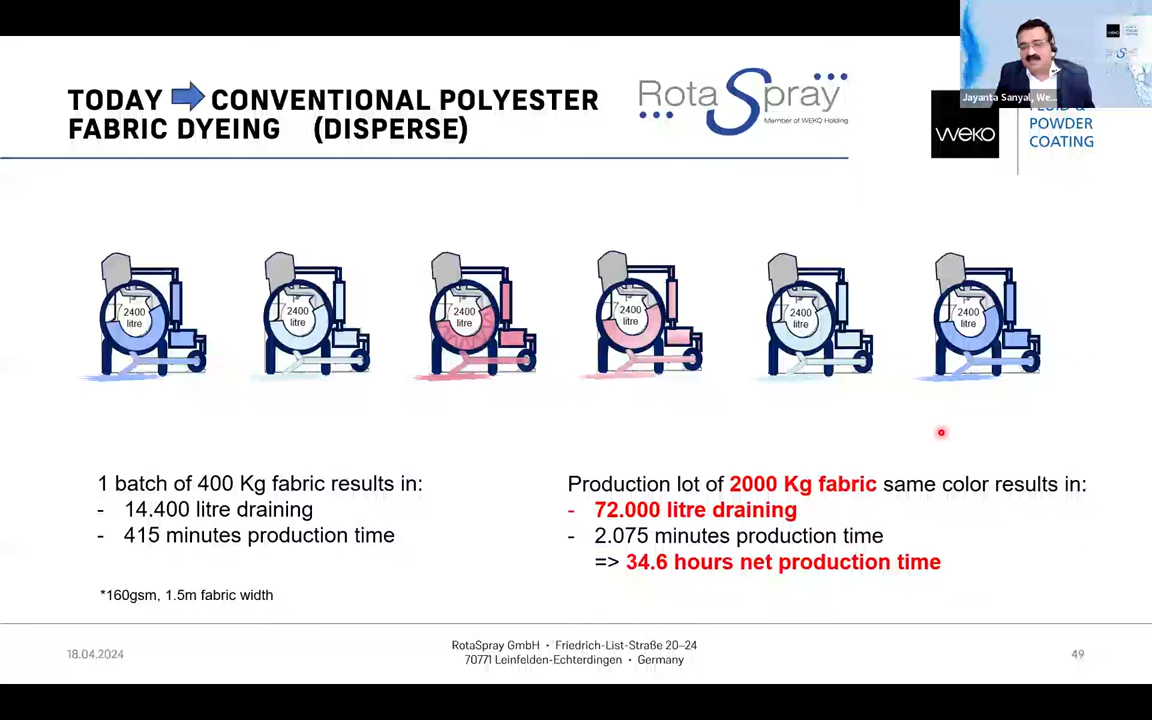 TODAY CONVENTIONAL POLYESTER
FABRIC DYEING (DISPERSE)
RotaSpray
Member of WEKO Holding
WEKO
FLUID &
POWDER
COATING
Jayanta Sanyal, We...
2400
litre
2400
litre
2400
litre
2400
litre
2400
litre
2400
litre
1 batch of 400 Kg fabric results in:
- 14.400 litre draining
- 415 minutes production time
*160gsm, 1.5m fabric width
Production lot of 2000 Kg fabric same color results in:
- 72.000 litre draining
- 2.075 minutes production time
=> 34.6 hours net production time
18.04.2024
RotaSpray GmbH • Friedrich-List-Straße 20–24
70771 Leinfelden-Echterdingen • Germany
49